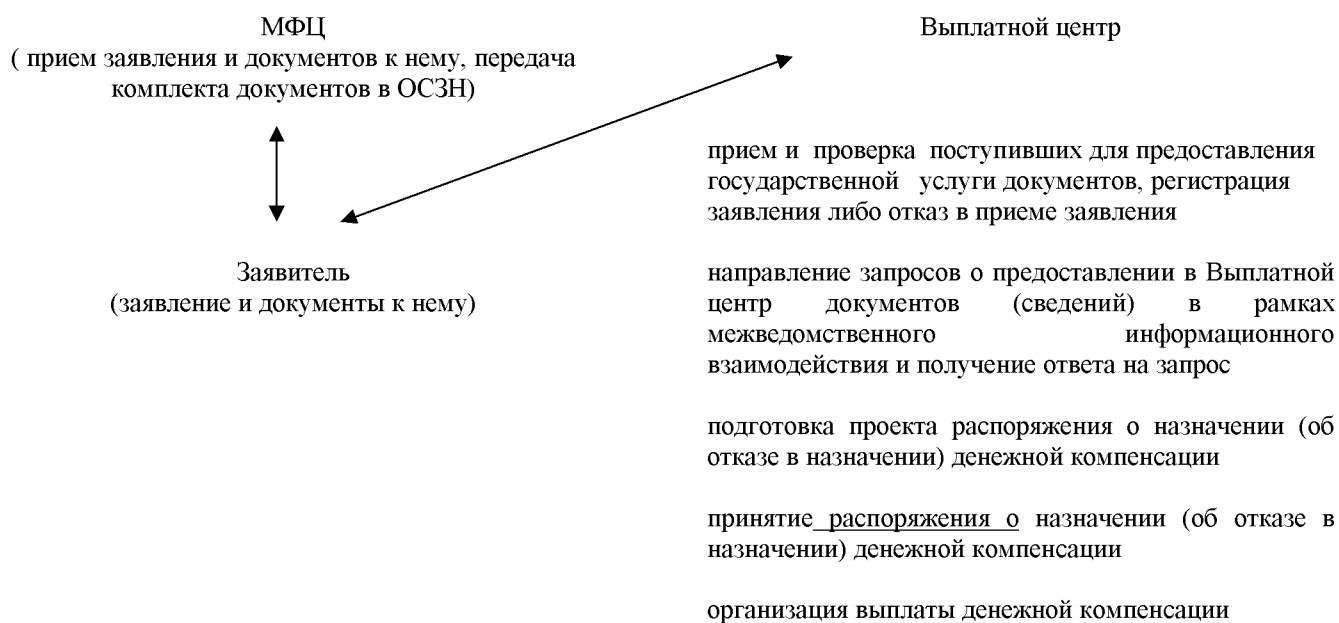 МФЦ
( прием заявления и документов к нему, передача
комплекта документов в ОСЗН)
Заявитель
(заявление и документы к нему)
Выплатной центр
прием и проверка поступивших для предоставления
государственной услуги документов, регистрация
заявления либо отказ в приеме заявления
направление запросов о предоставлении в Выплатной
центр документов (сведений) в рамках
межведомственного информационного
взаимодействия и получение ответа на запрос
подготовка проекта распоряжения о назначении (об
отказе в назначении) денежной компенсации
принятие распоряжения о назначении (об отказе в
назначении) денежной компенсации
организация выплаты денежной компенсации